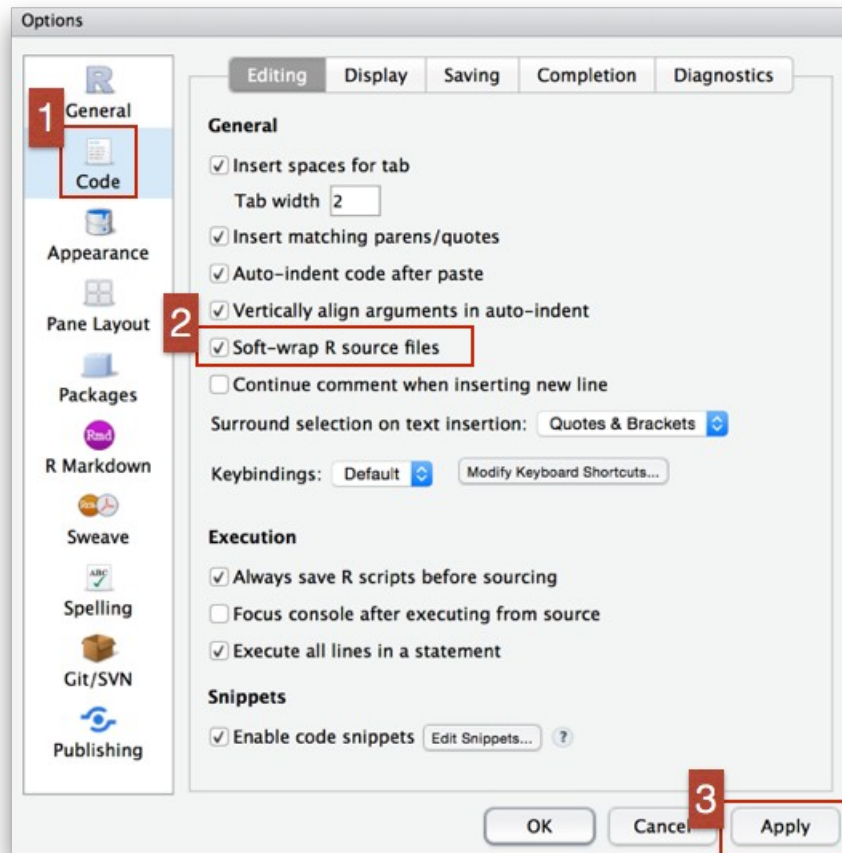 Options
1
General
Code
Appearance
Pane Layout
Packages
Rmd
R Markdown
Sweave
ABC
Spelling
Git/SVN
Publishing
Editing Display Saving Completion Diagnostics
General
Insert spaces for tab
Tab width 2
Insert matching parens/quotes
Auto-indent code after paste
Vertically align arguments in auto-indent
2
Soft-wrap R source files
Continue comment when inserting new line
Surround selection on text insertion: Quotes & Brackets
Keybindings: Default Modify Keyboard Shortcuts...
Execution
Always save R scripts before sourcing
Focus console after executing from source
Execute all lines in a statement
Snippets
Enable code snippets Edit Snippets... ?
3
OK Cancel Apply